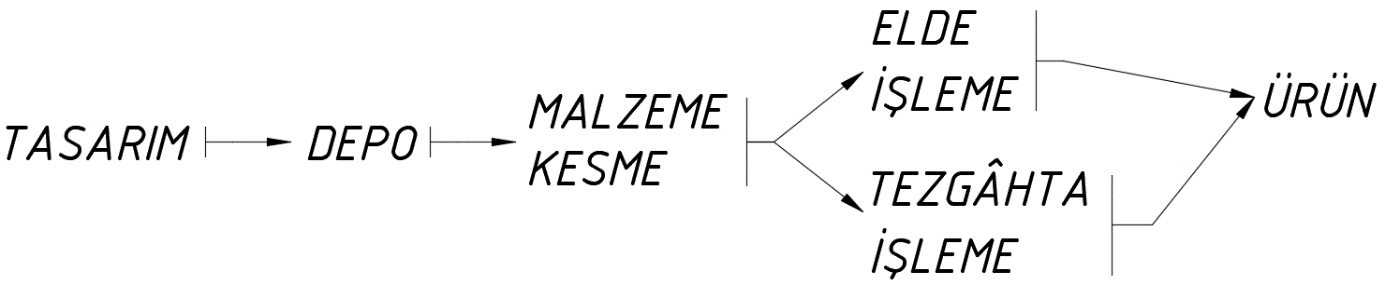 TASARIM
DEPO
MALZEME
KESME
ELDE
İŞLEME
TEZGÂHTA
İŞLEME
ÜRÜN